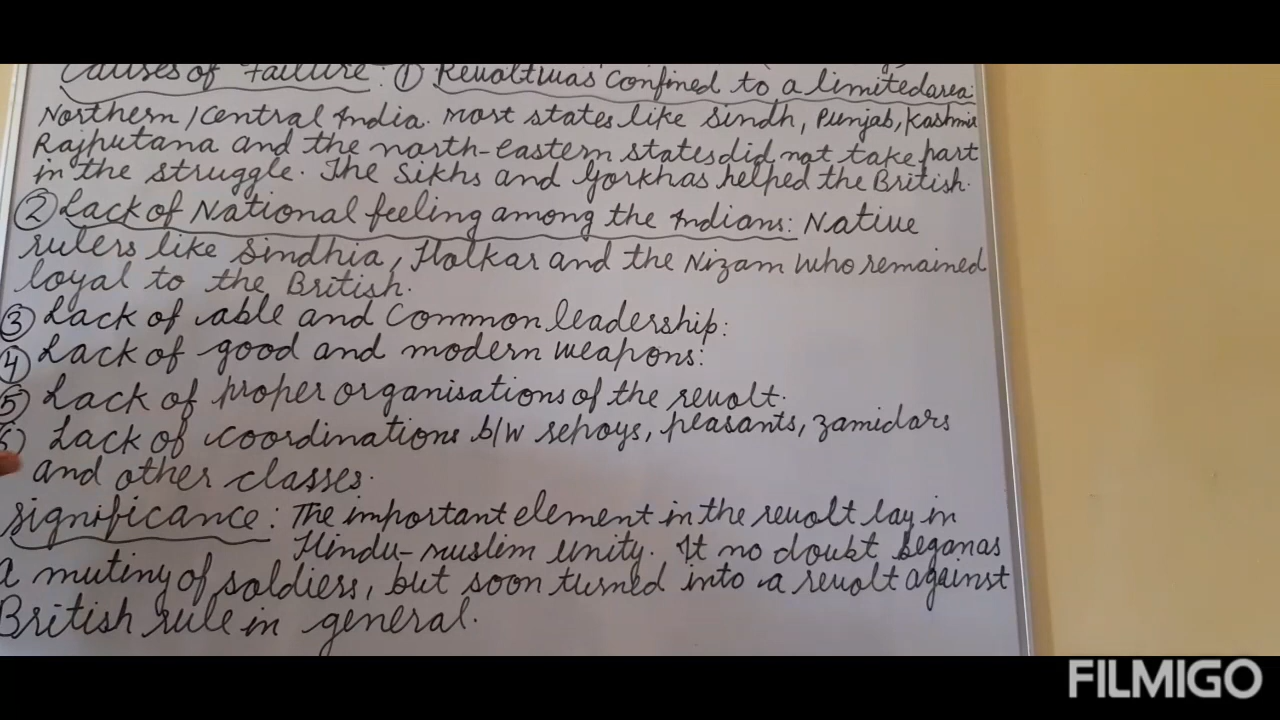 Causes of Failure: ① Revolt was confined to a limited area:
Northern/Central India. Most states like Sindh, Punjab, Kashmir
Rajputana and the north-eastern states did not take part
in the struggle. The Sikhs and Gorkhas helped the British.
② Lack of National feeling among the Indians: Native
rulers like Sindhia, Holkar and the Nizam who remained
loyal to the British.
③ Lack of able and common leadership:
④ Lack of good and modern weapons:
⑤ Lack of proper organisations of the revolt.
⑥ Lack of coordinations b/w sepoys, peasants, zamidars
and other classes.
Significance: The important element in the revolt lay in
Hindu-Muslim Unity. It no doubt began as
a mutiny of soldiers, but soon turned into a revolt against
British rule in general.
FILMIGO